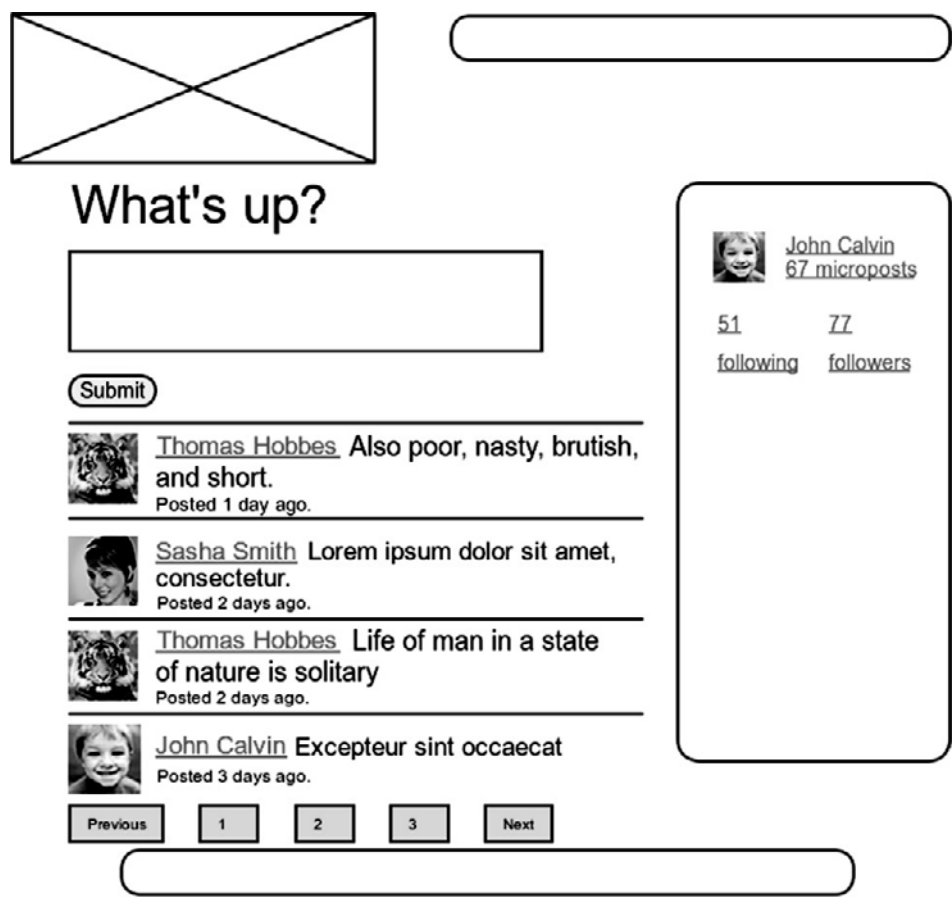 What's up?
Submit
Thomas Hobbes Also poor, nasty, brutish,
and short.
Posted 1 day ago.
Sasha Smith Lorem ipsum dolor sit amet,
consectetur.
Posted 2 days ago.
Thomas Hobbes Life of man in a state
of nature is solitary
Posted 2 days ago.
John Calvin Excepteur sint occaecat
Posted 3 days ago.
Previous 1 2 3 Next
John Calvin
67 microposts
51 77
following followers